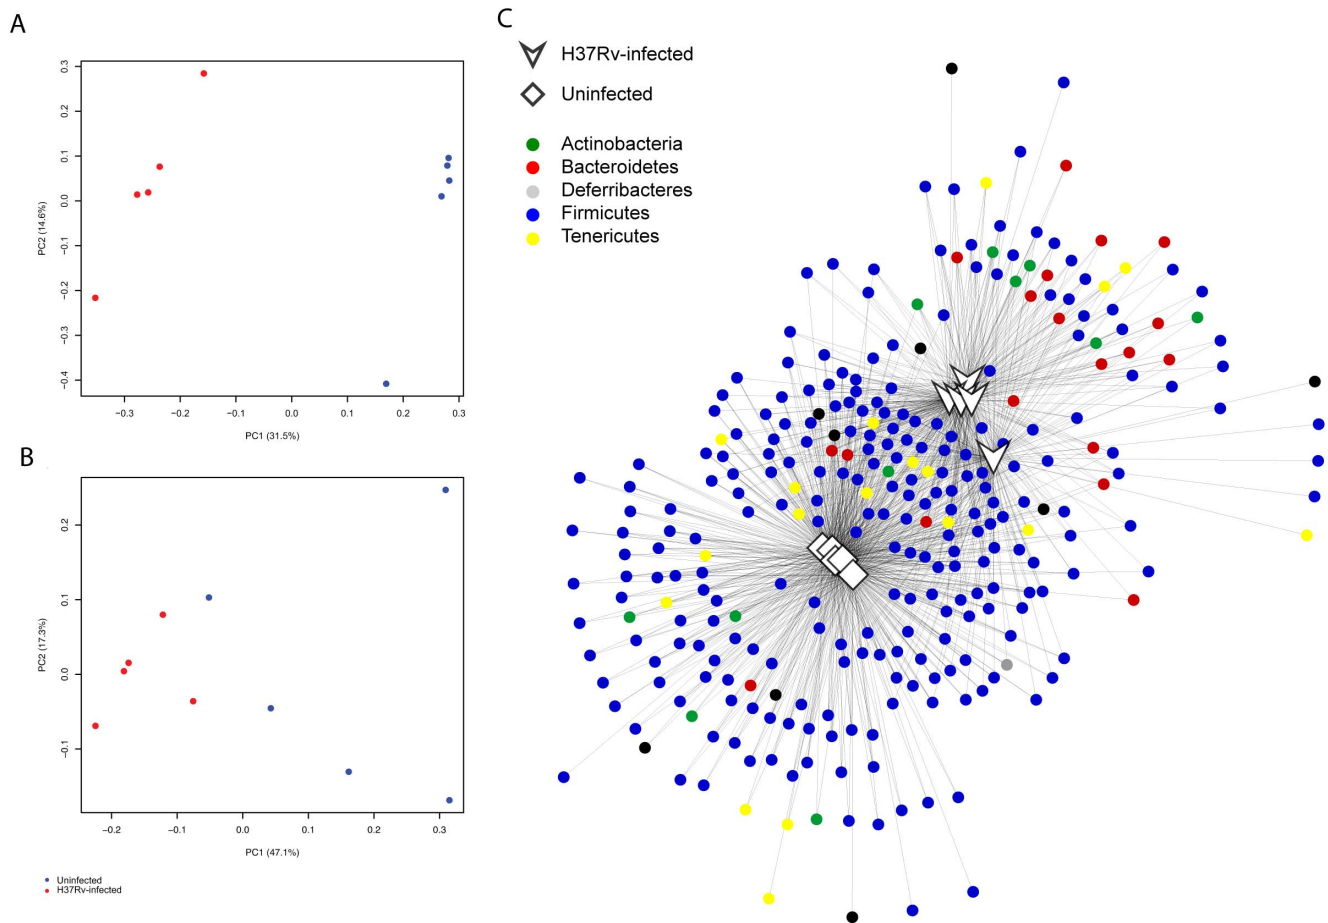 A
0.3
0.2
0.1
0.0
−0.1
−0.2
−0.3
−0.4
PC2 (14.6%)
−0.3
−0.2
−0.1
0.0
0.1
0.2
0.3
PC1 (31.5%)
B
0.2
0.1
0.0
−0.1
PC2 (17.3%)
−0.2
−0.1
0.0
0.1
0.2
0.3
PC1 (47.1%)
Uninfected
H37Rv-infected
C
H37Rv-infected
Uninfected
Actinobacteria
Bacteroidetes
Deferribacteres
Firmicutes
Tenericutes